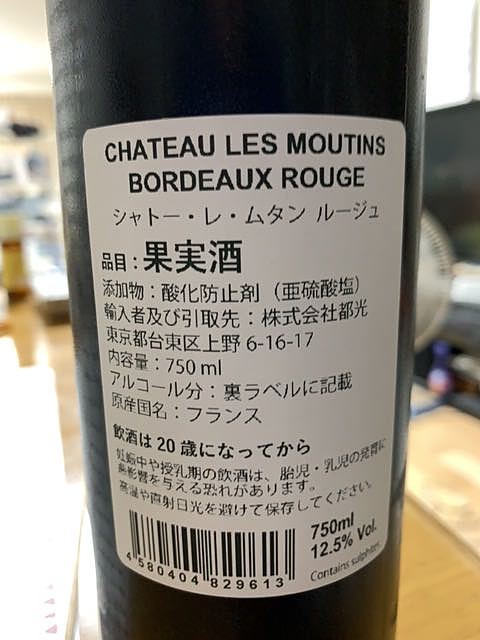 CHATEAU LES MOUTINS
BORDEAUX ROUGE
シャトー・レ・ムタン ルージュ
品目：果実酒
添加物：酸化防止剤（亜硫酸塩）
輸入者及び引取先：株式会社都光
東京都台東区上野 6-16-17
内容量：750 ml
アルコール分：裏ラベルに記載
原産国名：フランス
飲酒は 20 歳になってから
妊娠中や授乳期の飲酒は、胎児・乳児の発育に
悪影響を与える恐れがあります。
高温や直射日光を避けて保存してください。
750ml
12.5% Vol.
Contains sulphites
4 580404 829613